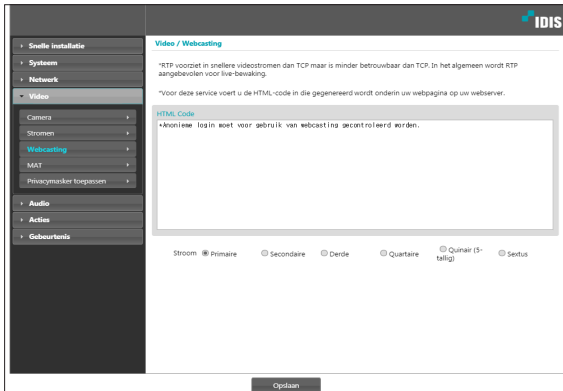 IDIS
Snelle installatie
Systeem
Netwerk
Video
Camera
Stromen
Webcasting
MAT
Privacymasker toepassen
Audio
Acties
Gebeurtenis
Video / Webcasting
*RTP voorziet in snellere videostromen dan TCP maar is minder betrouwbaar dan TCP. In het algemeen wordt RTP
aangebevolen voor live-bewaking.
*Voor deze service voert u de HTML-code in die gegenereerd wordt onderin uw webpagina op uw webserver.
HTML Code
*Anonieme login moet voor gebruik van webcasting gecontroleerd worden.
Stroom Primaire Secondaire Derde Quartaire Quinair (5-
tallig) Sextus
Opslaan